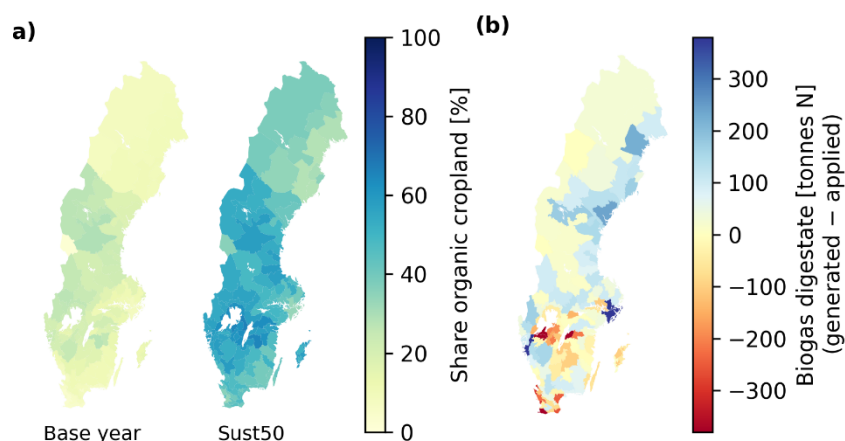 a)
100
80
60
40
20
0
Share organic cropland [%]
Base year
Sust50
(b)
300
200
100
0
−100
−200
−300
Biogas digestate [tonnes N]
(generated − applied)